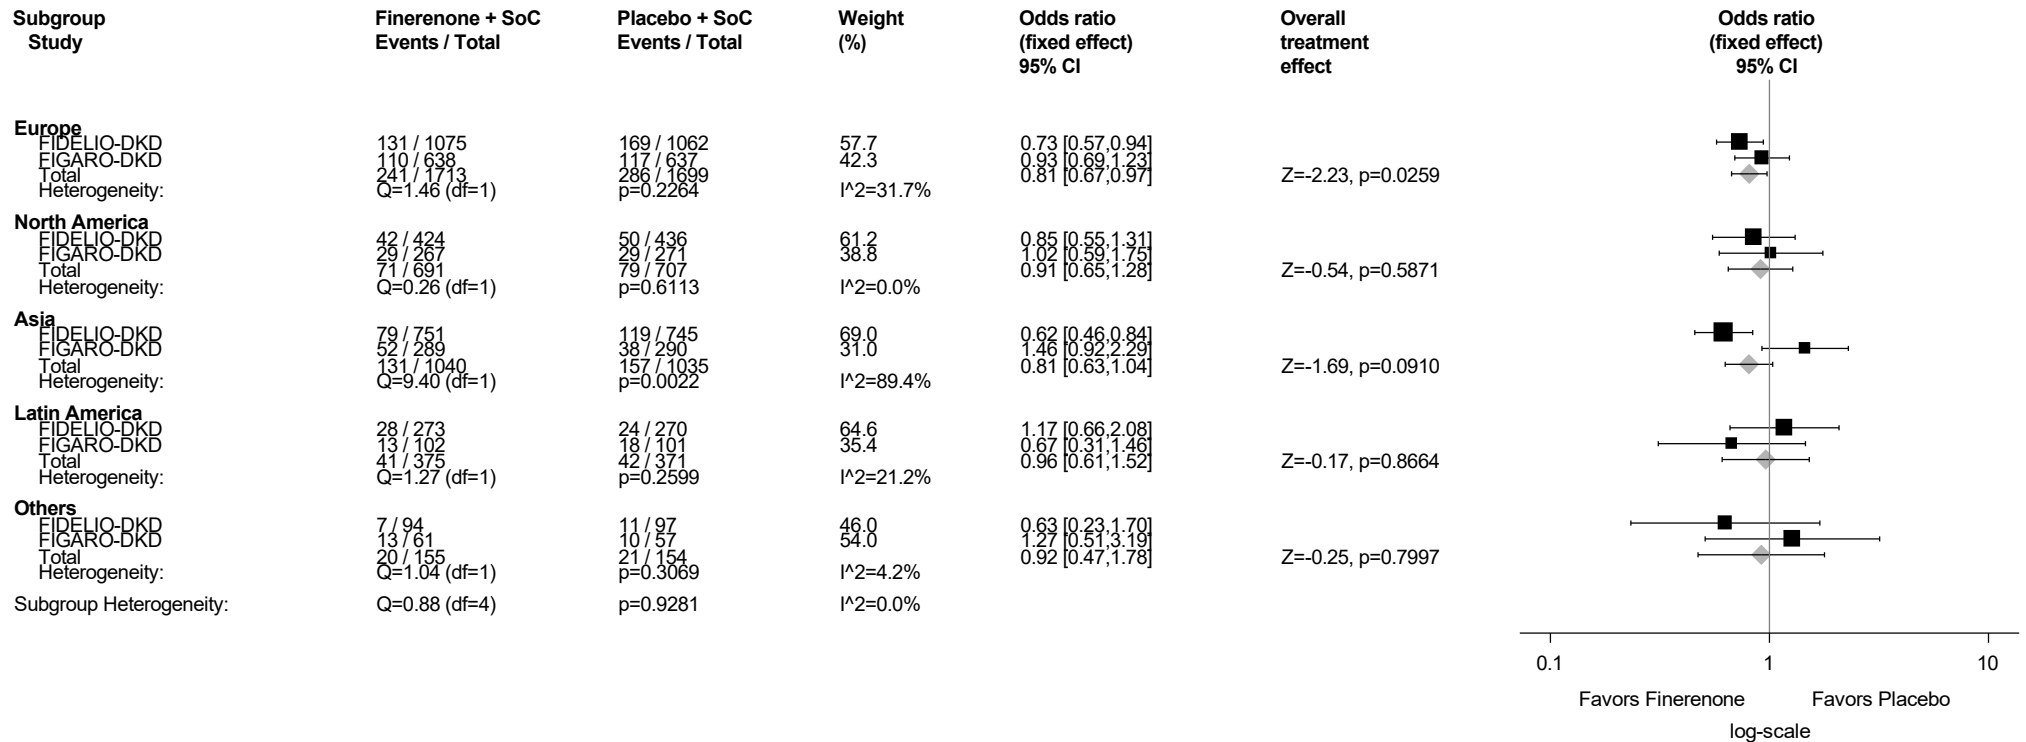 Subgroup Finerenone + SoC Placebo + SoC Weight Odds ratio Overall Odds ratio
Study Events / Total Events / Total (%) (fixed effect) treatment (fixed effect)
95% CI effect 95% CI
Europe
FIDELIO-DKD 131 / 1075 169 / 1062 57.7 0.73 [0.57,0.94]
FIGARO-DKD 110 / 638 117 / 637 42.3 0.93 [0.69,1.23]
Total 241 / 1713 286 / 1699 0.81 [0.67,0.97] Z=-2.23, p=0.0259
Heterogeneity: Q=1.46 (df=1) p=0.2264 I^2=31.7%
North America
FIDELIO-DKD 42 / 424 50 / 436 61.2 0.85 [0.55,1.31]
FIGARO-DKD 29 / 267 29 / 271 38.8 1.02 [0.59,1.75]
Total 71 / 691 79 / 707 0.91 [0.65,1.28] Z=-0.54, p=0.5871
Heterogeneity: Q=0.26 (df=1) p=0.6113 I^2=0.0%
Asia
FIDELIO-DKD 79 / 751 119 / 745 69.0 0.62 [0.46,0.84]
FIGARO-DKD 52 / 289 38 / 290 31.0 1.46 [0.92,2.29]
Total 131 / 1040 157 / 1035 0.81 [0.63,1.04] Z=-1.69, p=0.0910
Heterogeneity: Q=9.40 (df=1) p=0.0022 I^2=89.4%
Latin America
FIDELIO-DKD 28 / 273 24 / 270 64.6 1.17 [0.66,2.08]
FIGARO-DKD 13 / 102 18 / 101 35.4 0.67 [0.31,1.46]
Total 41 / 375 42 / 371 0.96 [0.61,1.52] Z=-0.17, p=0.8664
Heterogeneity: Q=1.27 (df=1) p=0.2599 I^2=21.2%
Others
FIDELIO-DKD 7 / 94 11 / 97 46.0 0.63 [0.23,1.70]
FIGARO-DKD 13 / 61 10 / 57 54.0 1.27 [0.51,3.19]
Total 20 / 155 21 / 154 0.92 [0.47,1.78] Z=-0.25, p=0.7997
Heterogeneity: Q=1.04 (df=1) p=0.3069 I^2=4.2%
Subgroup Heterogeneity: Q=0.88 (df=4) p=0.9281 I^2=0.0%
0.1 1 10
Favors Finerenone Favors Placebo
log-scale